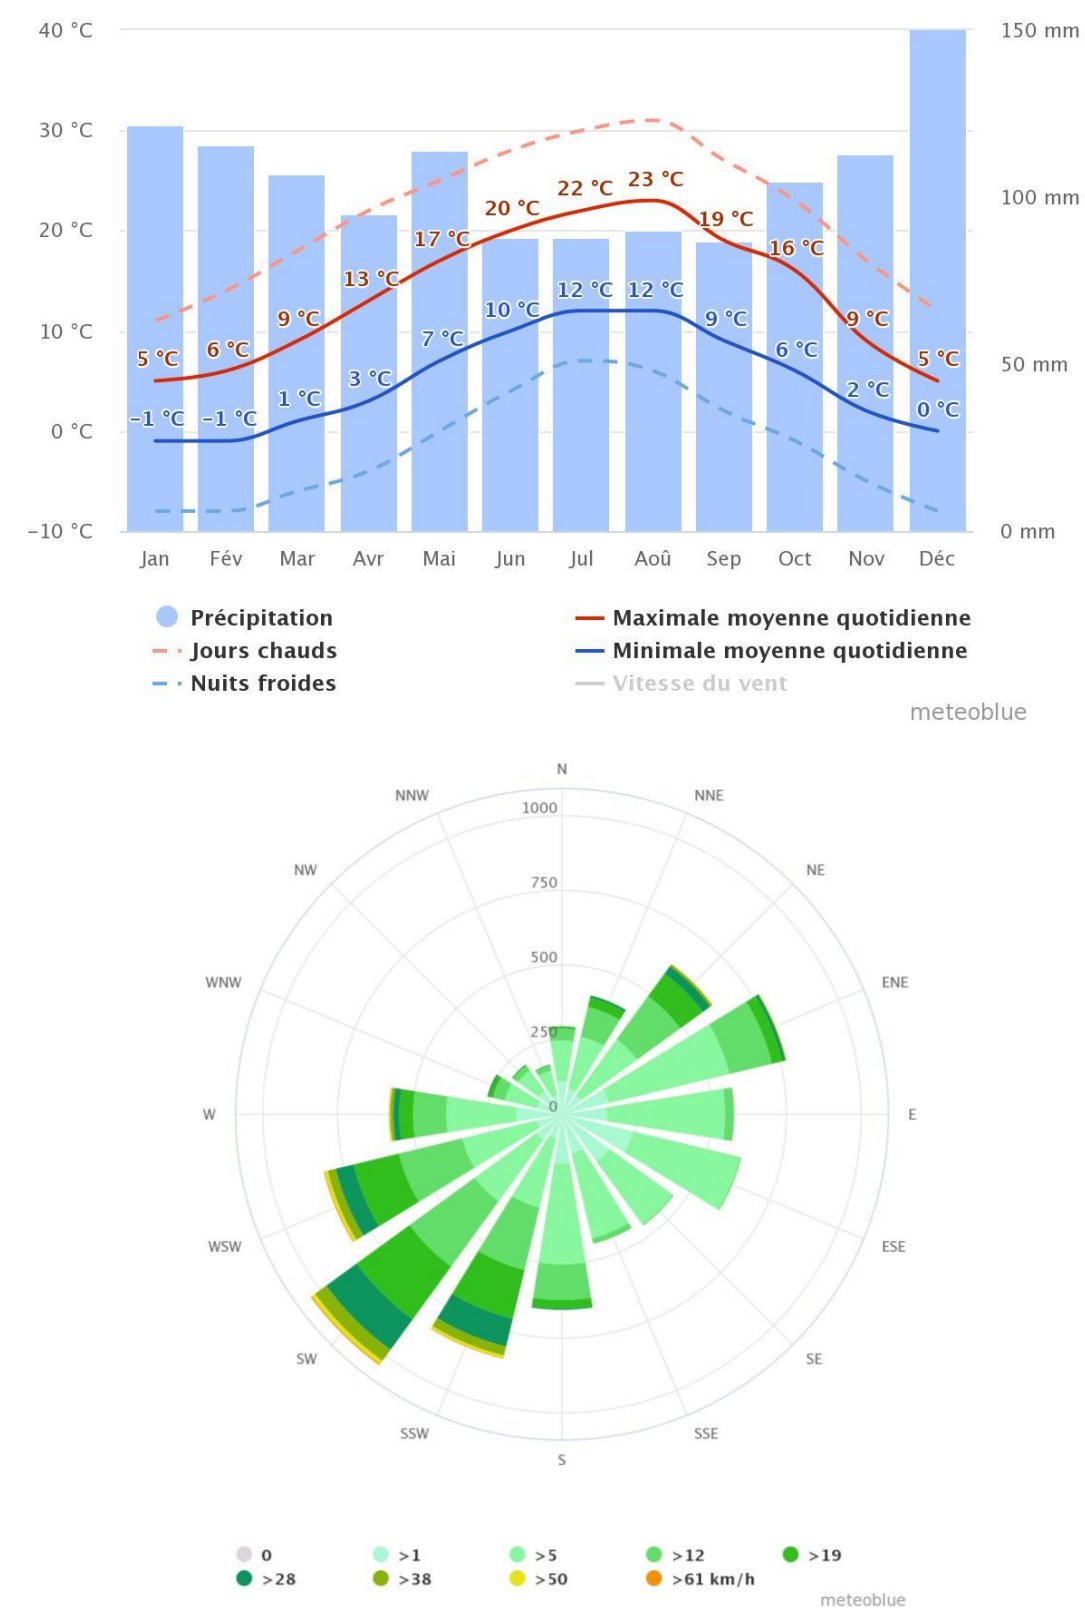 40 °C 150 mm
30 °C
23 °C
22 °C
20 °C
19 °C
100 mm
20 °C
17 °C
16 °C
13 °C
12 °C 12 °C
10 °C
9 °C 9 °C 9 °C
10 °C
7 °C
6 °C
5 °C 6 °C 5 °C
50 mm
3 °C
2 °C
1 °C
0 °C
-1 °C -1 °C
0 °C
-10 °C 0 mm
Jan Fév Mar Avr Mai Jun Jul Aoû Sep Oct Nov Déc
Précipitation Maximale moyenne quotidienne
Jours chauds Minimale moyenne quotidienne
Nuits froides Vitesse du vent
meteoblue
N
NNW NNE
1000
NW NE
750
500
WNW ENE
250
0
W E
WSW ESE
SW SE
SSW SSE
S
0 >1 >5 >12 >19
>28 >38 >50 >61 km/h
meteoblue